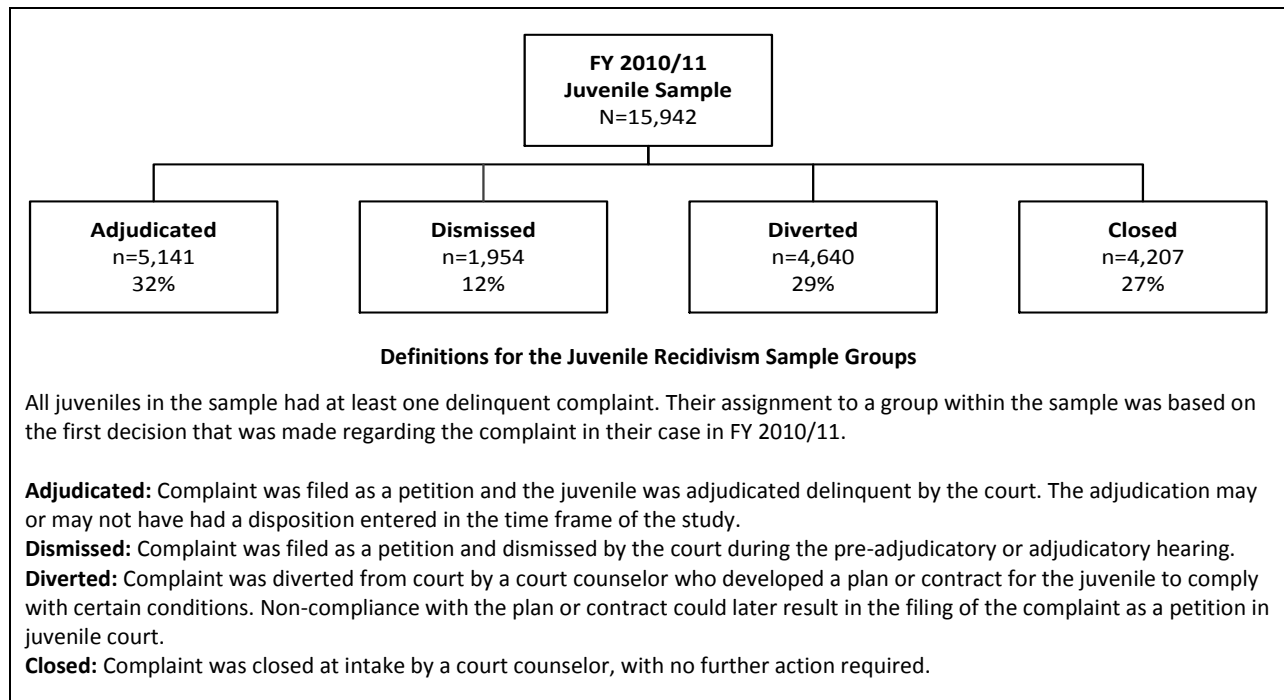 FY 2010/11
Juvenile Sample
N=15,942
Adjudicated
n=5,141
32%
Dismissed
n=1,954
12%
Diverted
n=4,640
29%
Closed
n=4,207
27%
Definitions for the Juvenile Recidivism Sample Groups
All juveniles in the sample had at least one delinquent complaint. Their assignment to a group within the sample was based on
the first decision that was made regarding the complaint in their case in FY 2010/11.
Adjudicated: Complaint was filed as a petition and the juvenile was adjudicated delinquent by the court. The adjudication may
or may not have had a disposition entered in the time frame of the study.
Dismissed: Complaint was filed as a petition and dismissed by the court during the pre-adjudicatory or adjudicatory hearing.
Diverted: Complaint was diverted from court by a court counselor who developed a plan or contract for the juvenile to comply
with certain conditions. Non-compliance with the plan or contract could later result in the filing of the complaint as a petition in
juvenile court.
Closed: Complaint was closed at intake by a court counselor, with no further action required.